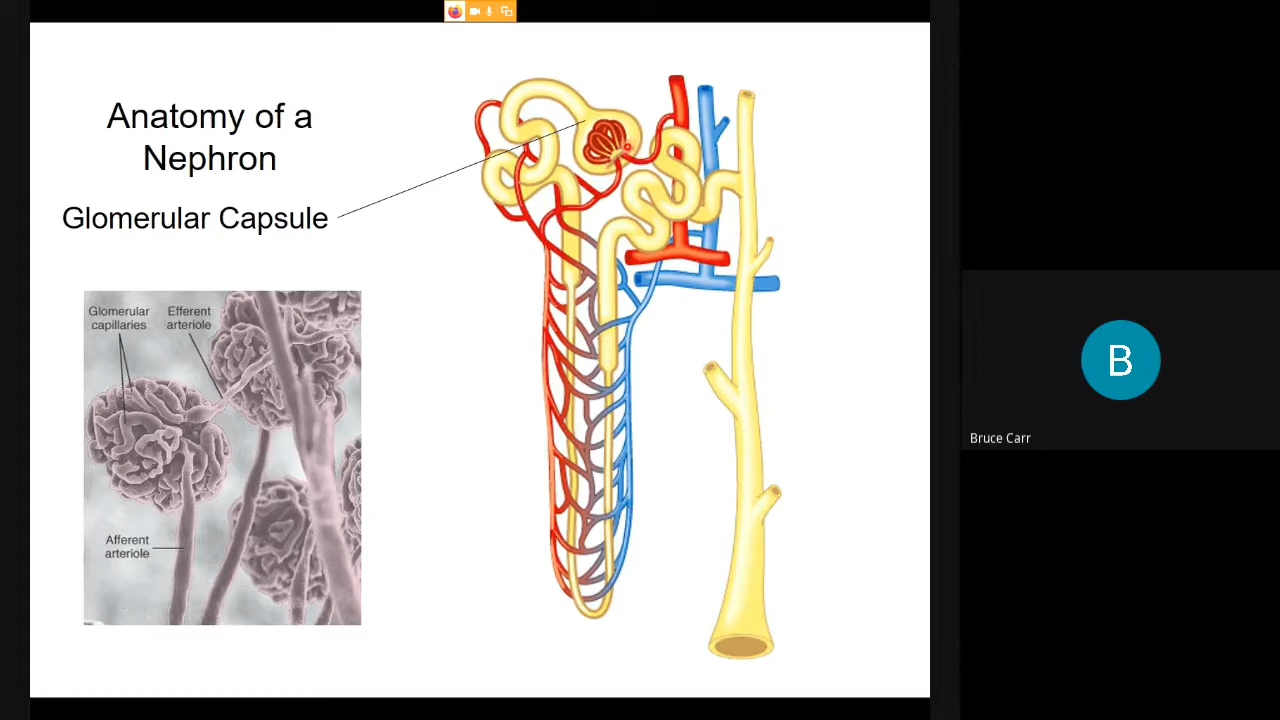 Anatomy of a
Nephron
Glomerular Capsule
Glomerular
capillaries
Efferent
arteriole
Afferent
arteriole
B
Bruce Carr